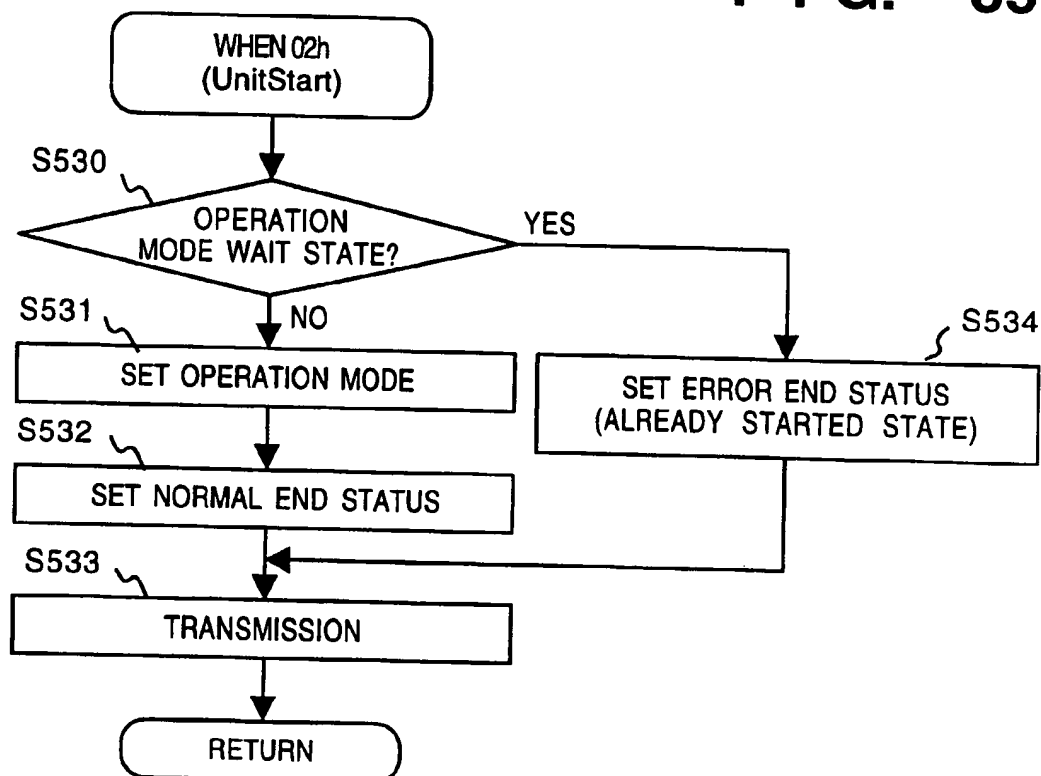 WHEN 02h
(UnitStart)
S530
OPERATION
MODE WAIT STATE?
YES
S531
NO
S534
SET OPERATION MODE
SET ERROR END STATUS
(ALREADY STARTED STATE)
S532
SET NORMAL END STATUS
S533
TRANSMISSION
RETURN